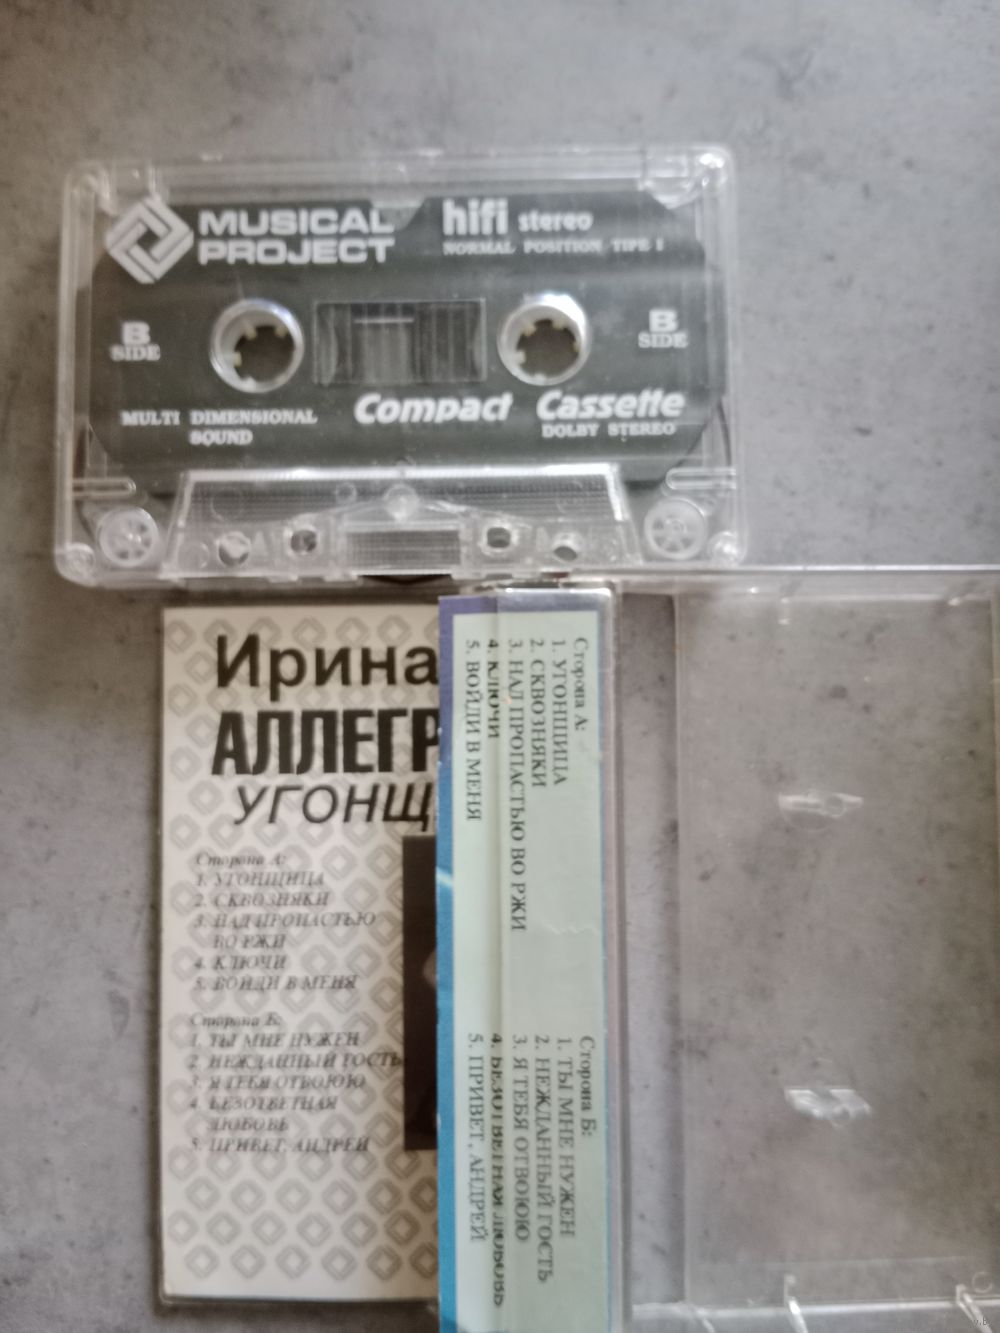 MUSICAL
PROJECT
hifi stereo
NORMAL POSITION TIPE I
B
SIDE
B
SIDE
MULTI DIMENSIONAL
SOUND
Compact Cassette
DOLBY STEREO
Ирина
АЛЛЕГР
УГОНЩ
Сторона А:
1. УГОНЩИЦА
2. СКВОЗНЯКИ
3. НАД ПРОПАСТЬЮ
ВО РЖИ
4. КЛЮЧИ
5. ВОЙДИ В МЕНЯ
Сторона Б:
1. ТЫ МНЕ НУЖЕН
2. НЕЖДАННЫЙ ГОСТЬ
3. Я ТЕБЯ ОТВОЮЮ
4. БЕЗОТВЕТНАЯ
ЛЮБОВЬ
5. ПРИВЕТ, АНДРЕЙ
Сторона А:
1. УГОНЩИЦА
2. СКВОЗНЯКИ
3. НАД ПРОПАСТЬЮ ВО РЖИ
4. КЛЮЧИ
5. ВОЙДИ В МЕНЯ
Сторона Б:
1. ТЫ МНЕ НУЖЕН
2. НЕЖДАННЫЙ ГОСТЬ
3. Я ТЕБЯ ОТВОЮЮ
4. БЕЗОТВЕТНАЯ ЛЮБОВЬ
5. ПРИВЕТ, АНДРЕЙ